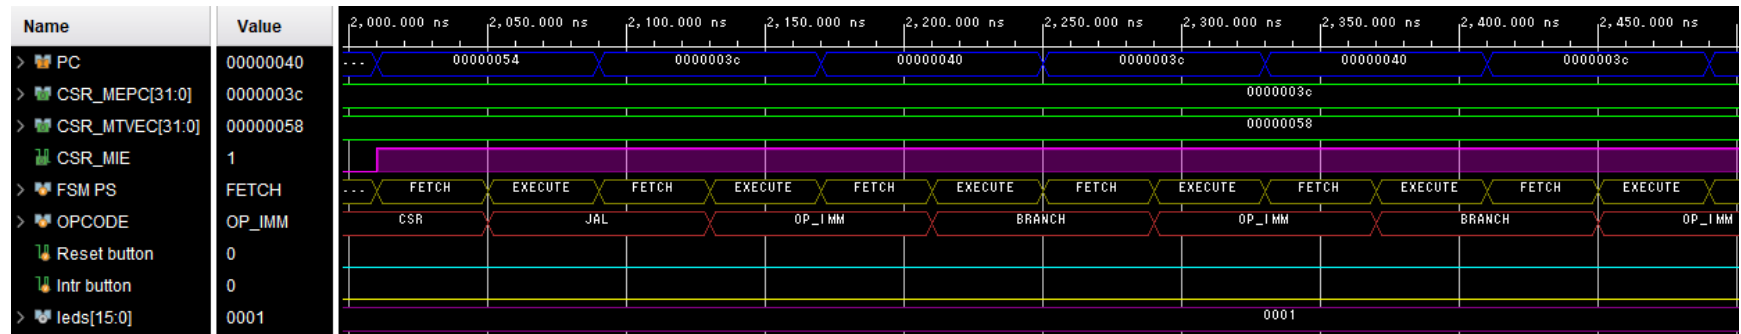 Name Value 2,000.000 ns 2,050.000 ns 2,100.000 ns 2,150.000 ns 2,200.000 ns 2,250.000 ns 2,300.000 ns 2,350.000 ns 2,400.000 ns 2,450.000 ns
PC 00000040 ... 00000054 0000003c 00000040 0000003c 00000040 0000003c
CSR_MEPC[31:0] 0000003c 0000003c
CSR_MTVEC[31:0] 00000058 00000058
CSR_MIE 1
FSM PS FETCH ... FETCH EXECUTE FETCH EXECUTE FETCH EXECUTE FETCH EXECUTE FETCH EXECUTE FETCH EXECUTE
OPCODE OP_IMM CSR JAL OP_IMM BRANCH OP_IMM BRANCH OP_IMM
Reset button 0
Intr button 0
leds[15:0] 0001 0001